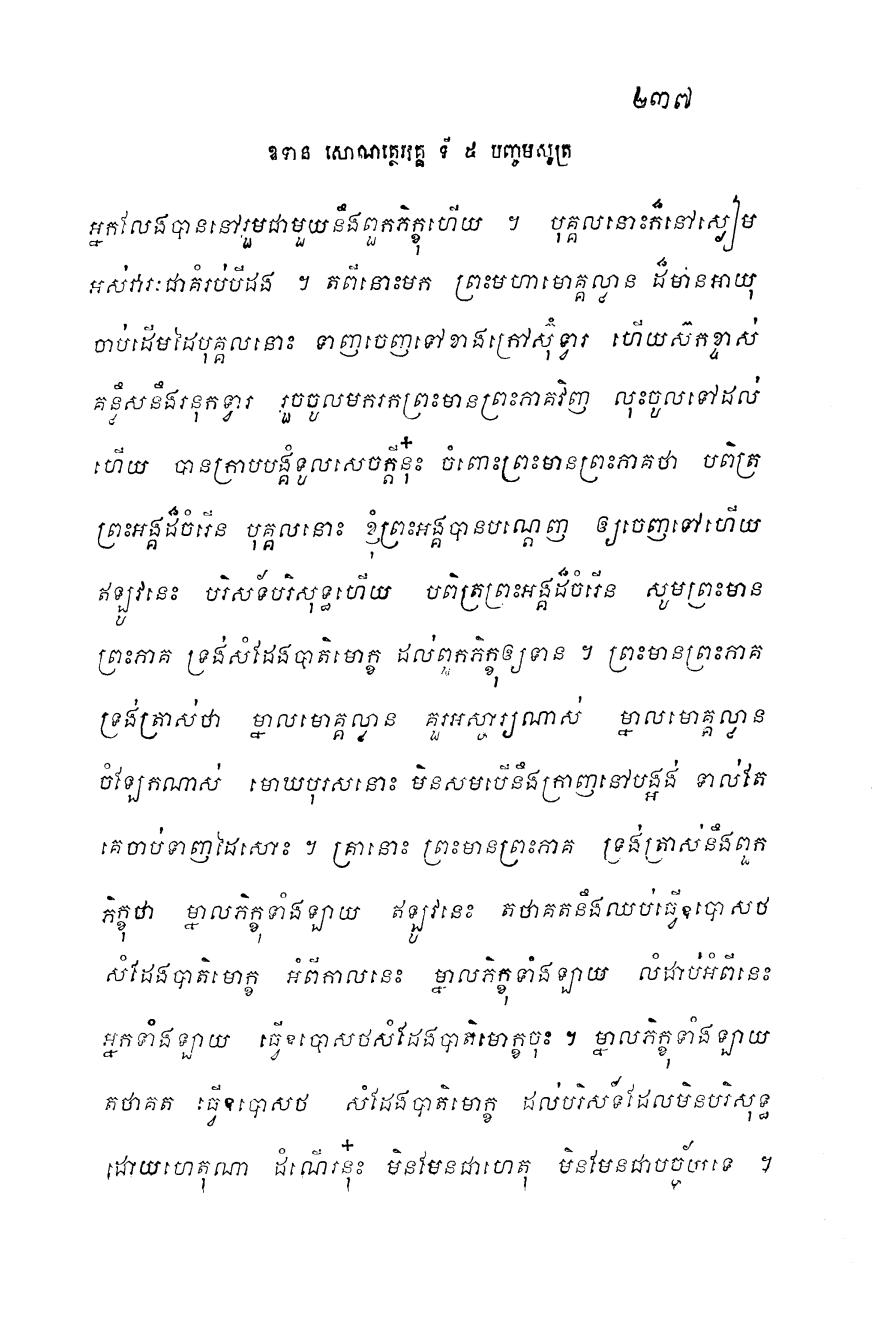 ២៣៧
ឧទាន សោណត្ថេរវគ្គ ទី ៥ បញ្ចមសូត្រ
អ្នកលែងបាននៅរួមជាមួយនឹងពួកភិក្ខុហើយ ។ បុគ្គលនោះក៏នៅស្ងៀម
អស់វារៈជាគំរប់បីដង ។ តពីនោះមក ព្រះមហាមោគ្គល្លាន ដ៏មានអាយុ
ចាប់ដើមដៃបុគ្គលនោះ ទាញចេញទៅខាងក្រៅស៊ុំទ្វារ ហើយស៊កខ្ទាស់
គន្លឹសនឹងរនុកទ្វារ រួចចូលមករកព្រះមានព្រះភាគវិញ លុះចូលទៅដល់
ហើយ បានក្រាបបង្គំទូលសេចក្តីនុ៎ះ ចំពោះព្រះមានព្រះភាគថា បពិត្រ
ព្រះអង្គដ៏ចំរើន បុគ្គលនោះ ខ្ញុំព្រះអង្គបានបណ្តេញ ឲ្យចេញទៅហើយ
ឥឡូវនេះ បរិសទ័បរិសុទ្ធហើយ បពិត្រព្រះអង្គដ៏ចំរើន សូមព្រះមាន
ព្រះភាគ ទ្រង់សំដែងបាតិមោក្ខ ដល់ពួកភិក្ខុឲ្យទាន ។ ព្រះមានព្រះភាគ
ទ្រង់ត្រាស់ថា ម្នាលមោគ្គល្លាន គួរអស្ចារ្យណាស់ ម្នាលមោគ្គល្លាន
ចំឡែកណាស់ មោឃបុរសនោះ មិនសមបើនឹងក្រាញនៅបង្អង់ ទាល់តែ
គេចាប់ទាញដៃសោះ ។ គ្រានោះ ព្រះមានព្រះភាគ ទ្រង់ត្រាស់នឹងពួក
ភិក្ខុថា ម្នាលភិក្ខុទាំងឡាយ ឥឡូវនេះ តថាគតនឹងឈប់ធ្វើឧបោសថ
សំដែងបាតិមោក្ខ អំពីកាលនេះ ម្នាលភិក្ខុទាំងឡាយ លំដាប់អំពីនេះ
អ្នកទាំងឡាយ ធ្វើឧបោសថសំដែងបាតិមោក្ខចុះ ។ ម្នាលភិក្ខុទាំងឡាយ
តថាគត ធ្វើឧបោសថ សំដែងបាតិមោក្ខ ដល់បរិសទ័ដែលមិនបរិសុទ្ធ
ដោយហេតុណា ដំណើរនុ៎ះ មិនមែនជាហេតុ មិនមែនជាបច្ច័យទេ ។